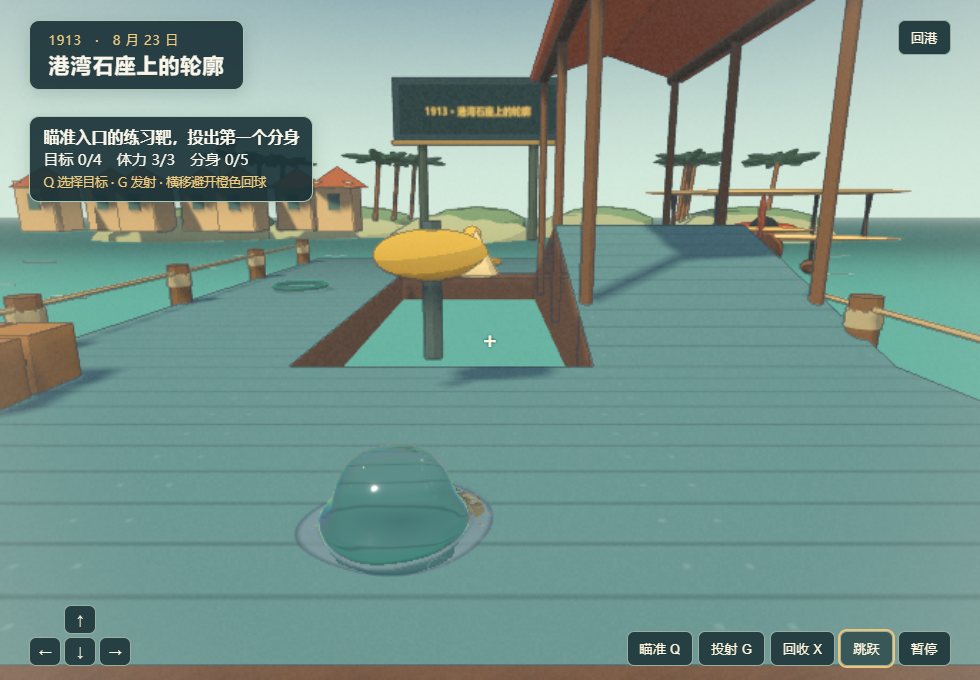 1913 · 8 月 23 日
港湾石座上的轮廓
回港
1913 · 港湾石座上的轮廓
瞄准入口的练习靶，投出第一个分身
目标 0/4 体力 3/3 分身 0/5
Q 选择目标 · G 发射 · 横移避开橙色回球
↑
← ↓ →
瞄准 Q 投射 G 回收 X 跳跃 暂停